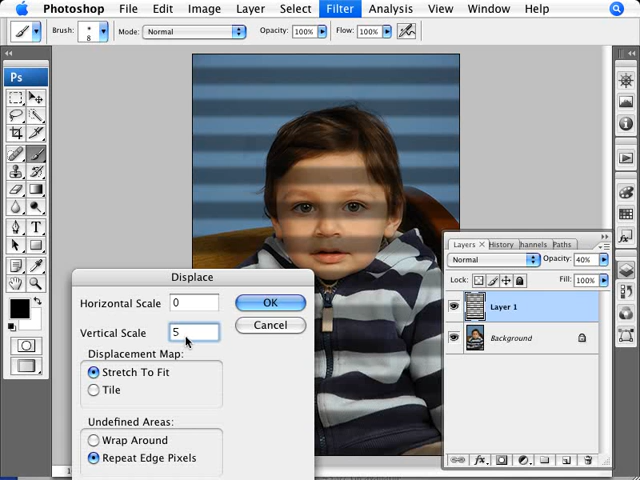 Photoshop File Edit Image Layer Select Filter Analysis View Window Help
Brush: 8 Mode: Normal Opacity: 100% Flow: 100%
Ps
Layers × History Channels Paths
Normal Opacity: 40%
Lock: Fill: 100%
Layer 1
Background
Displace
Horizontal Scale 0 OK
Vertical Scale 5 Cancel
Displacement Map:
Stretch To Fit
Tile
Undefined Areas:
Wrap Around
Repeat Edge Pixels